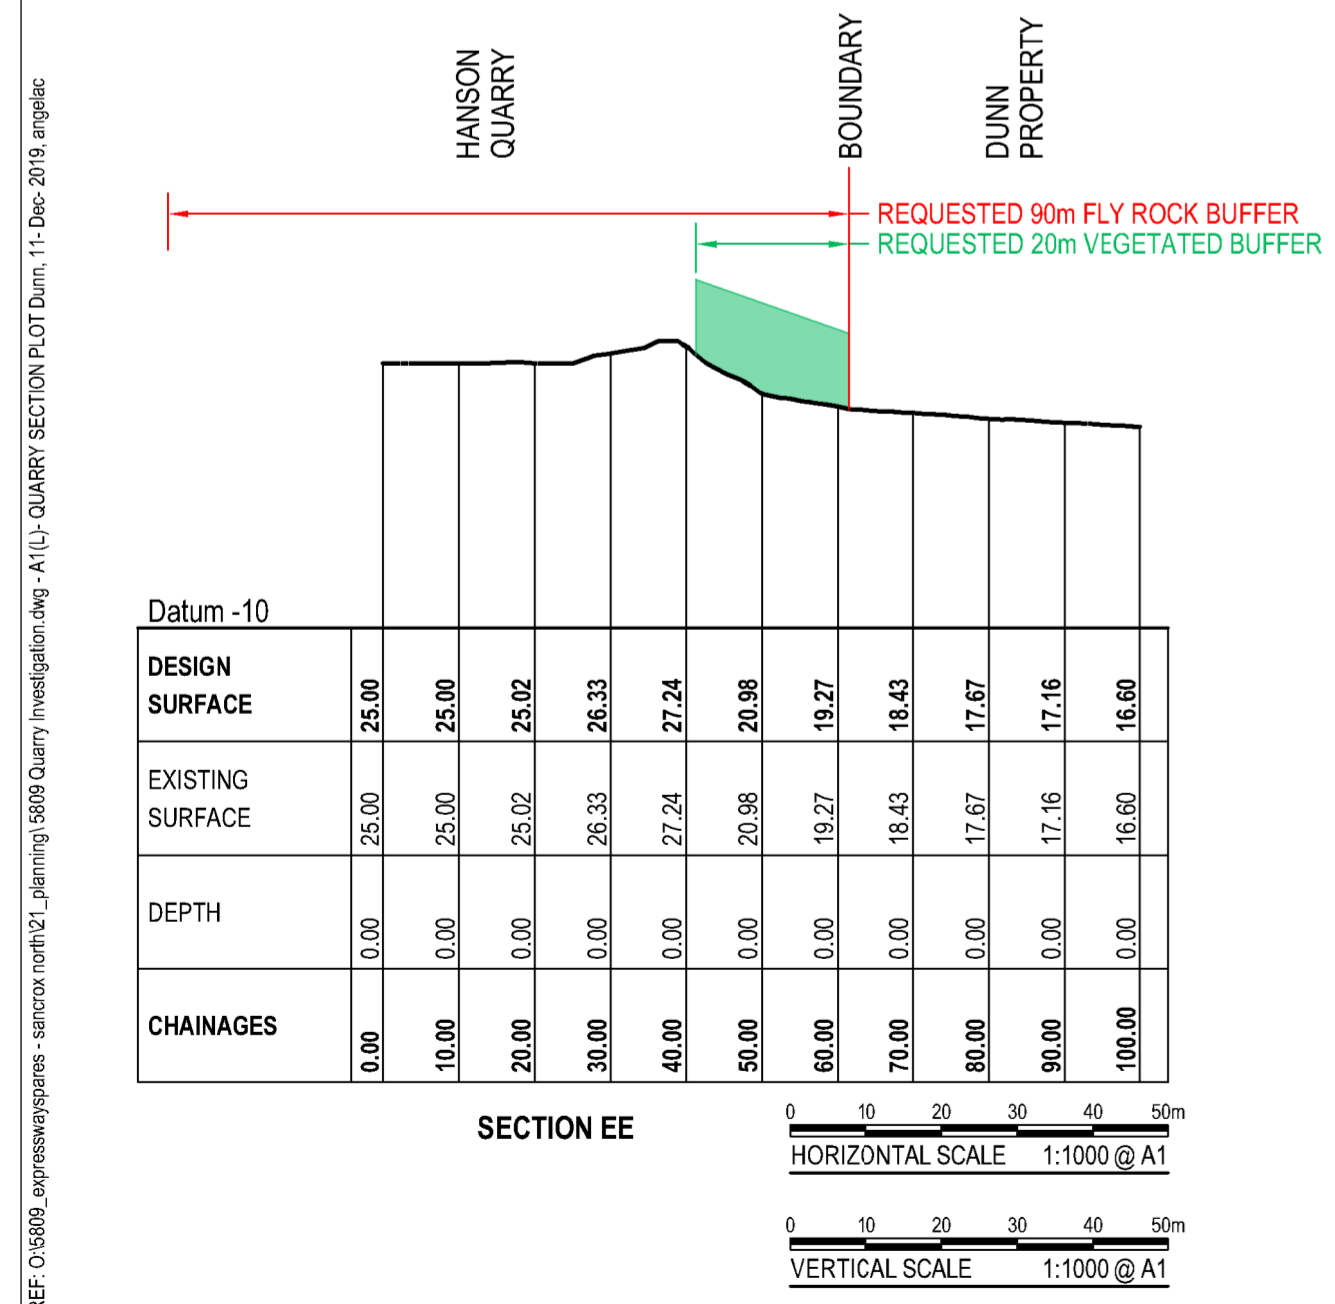 HANSON
QUARRY
BOUNDARY
DUNN
PROPERTY
REQUESTED 90m FLY ROCK BUFFER
REQUESTED 20m VEGETATED BUFFER
Datum -10
DESIGN
SURFACE
25.00 25.00 25.02 26.33 27.24 20.98 19.27 18.43 17.67 17.16 16.60
EXISTING
SURFACE
25.00 25.00 25.02 26.33 27.24 20.98 19.27 18.43 17.67 17.16 16.60
DEPTH
0.00 0.00 0.00 0.00 0.00 0.00 0.00 0.00 0.00 0.00 0.00
CHAINAGES
0.00 10.00 20.00 30.00 40.00 50.00 60.00 70.00 80.00 90.00 100.00
SECTION EE
0 10 20 30 40 50m
HORIZONTAL SCALE 1:1000 @ A1
0 10 20 30 40 50m
VERTICAL SCALE 1:1000 @ A1
REF: O:\5809_expresswayspares - sancrox north\21_planning\5809 Quarry Investigation.dwg - A1(L)- QUARRY SECTION PLOT Dunn, 11- Dec- 2019, angelac